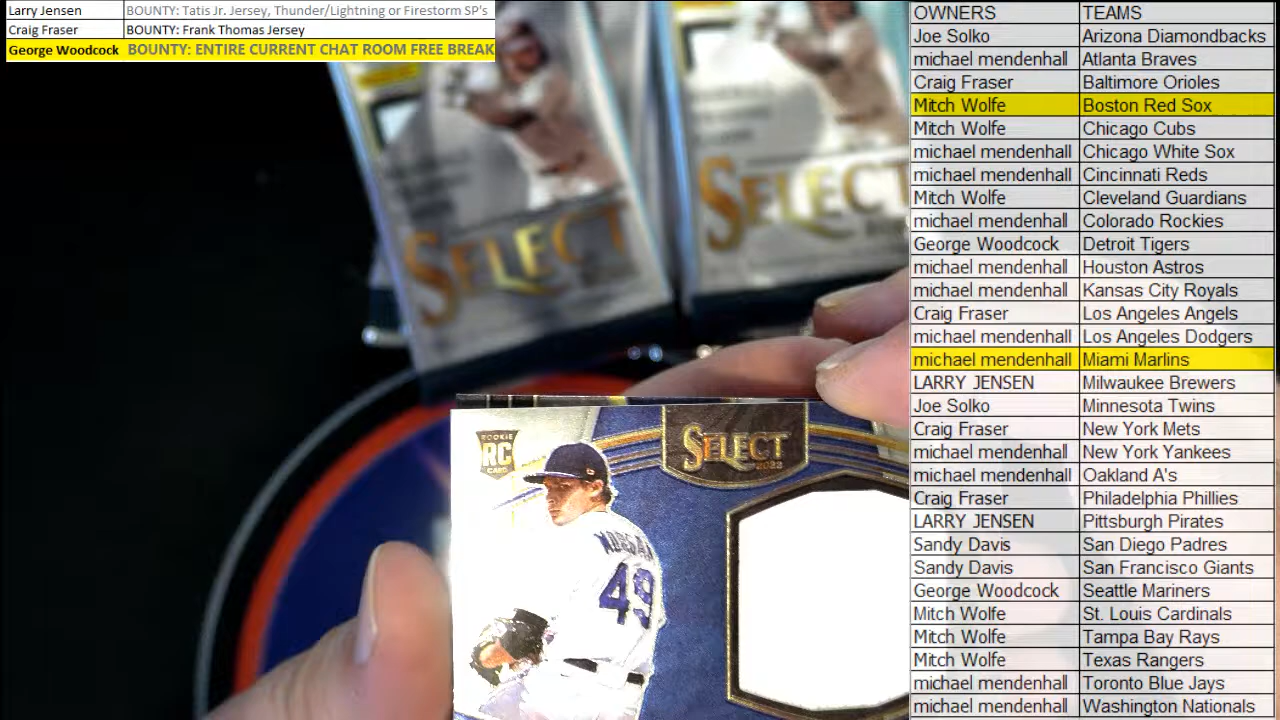 Larry Jensen BOUNTY: Tatis Jr. Jersey, Thunder/Lightning or Firestorm SP's
Craig Fraser BOUNTY: Frank Thomas Jersey
George Woodcock BOUNTY: ENTIRE CURRENT CHAT ROOM FREE BREAK
OWNERS TEAMS
Joe Solko Arizona Diamondbacks
michael mendenhall Atlanta Braves
Craig Fraser Baltimore Orioles
Mitch Wolfe Boston Red Sox
Mitch Wolfe Chicago Cubs
michael mendenhall Chicago White Sox
michael mendenhall Cincinnati Reds
Mitch Wolfe Cleveland Guardians
michael mendenhall Colorado Rockies
George Woodcock Detroit Tigers
michael mendenhall Houston Astros
michael mendenhall Kansas City Royals
Craig Fraser Los Angeles Angels
michael mendenhall Los Angeles Dodgers
michael mendenhall Miami Marlins
LARRY JENSEN Milwaukee Brewers
Joe Solko Minnesota Twins
Craig Fraser New York Mets
michael mendenhall New York Yankees
michael mendenhall Oakland A's
Craig Fraser Philadelphia Phillies
LARRY JENSEN Pittsburgh Pirates
Sandy Davis San Diego Padres
Sandy Davis San Francisco Giants
George Woodcock Seattle Mariners
Mitch Wolfe St. Louis Cardinals
Mitch Wolfe Tampa Bay Rays
Mitch Wolfe Texas Rangers
michael mendenhall Toronto Blue Jays
michael mendenhall Washington Nationals
SELECT
SELECT
ROOKIE
RC
CARD
SELECT
2022
49